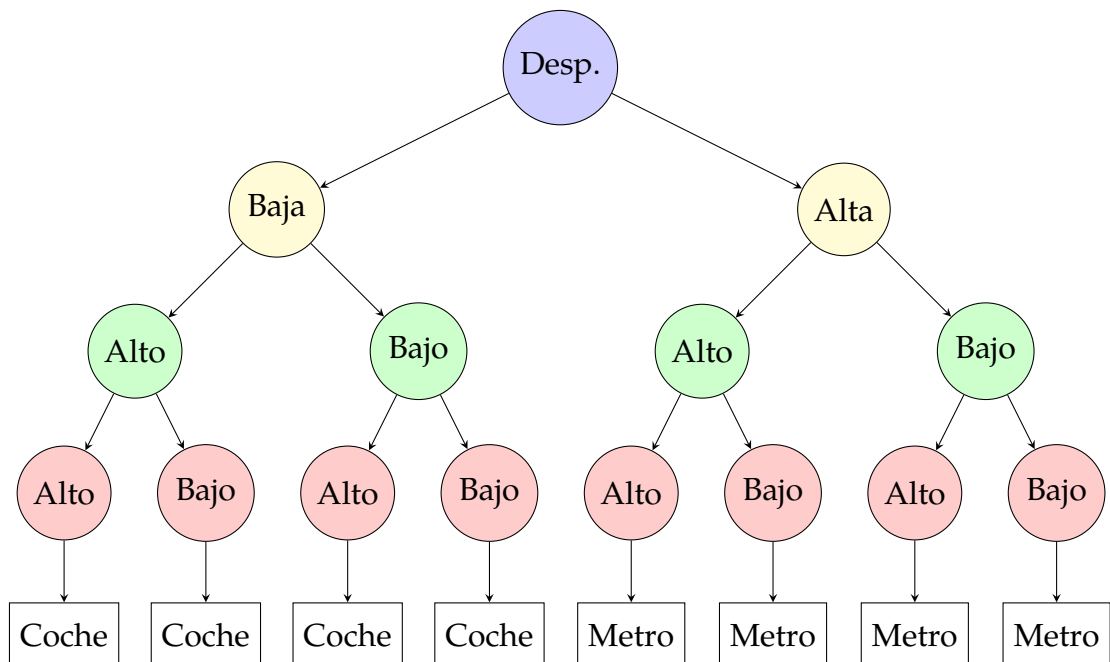 Desp.
Baja
Alta
Alto
Bajo
Alto
Bajo
Alto
Bajo
Alto
Bajo
Alto
Bajo
Alto
Bajo
Coche
Coche
Coche
Coche
Metro
Metro
Metro
Metro